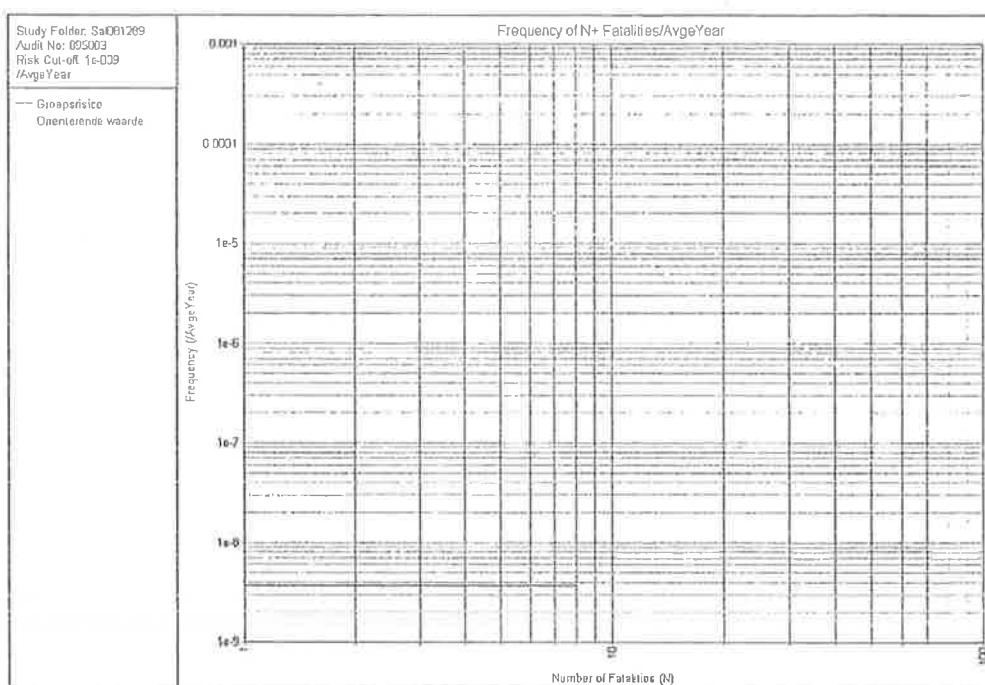 Study Folder:
Audit No: 095003
Risk Cut-off: 1e-009
/AvgeYear
Groepsrisico
Orienterende waarde
Frequency of N+ Fatalities/AvgeYear
0.001
0.0001
1e-5
1e-6
1e-7
1e-8
1e-9
Frequency (/AvgeYear)
10
Number of Fatalities (N)